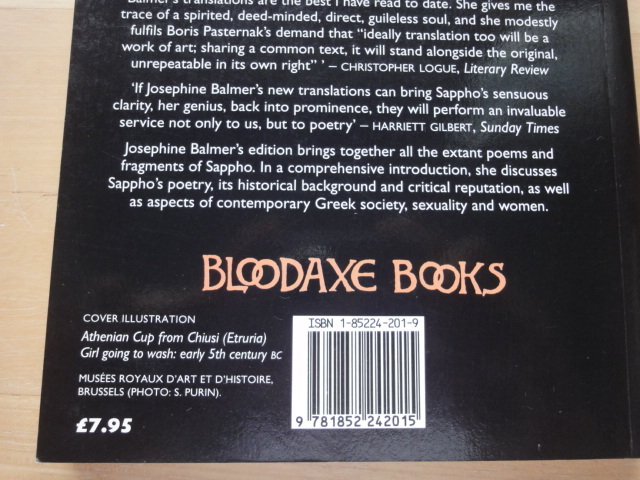 Balmer's translations are the best I have read to date. She gives me the
trace of a spirited, deed-minded, direct, guileless soul, and she modestly
fulfils Boris Pasternak's demand that “ideally translation too will be a
work of art; sharing a common text, it will stand alongside the original,
unrepeatable in its own right” ’ – CHRISTOPHER LOGUE, Literary Review
‘If Josephine Balmer's new translations can bring Sappho's sensuous
clarity, her genius, back into prominence, they will perform an invaluable
service not only to us, but to poetry’ – HARRIETT GILBERT, Sunday Times
Josephine Balmer's edition brings together all the extant poems and
fragments of Sappho. In a comprehensive introduction, she discusses
Sappho's poetry, its historical background and critical reputation, as well
as aspects of contemporary Greek society, sexuality and women.
BLOODAXE BOOKS
COVER ILLUSTRATION
Athenian Cup from Chiusi (Etruria)
Girl going to wash: early 5th century BC
MUSÉES ROYAUX D'ART ET D'HISTOIRE,
BRUSSELS (PHOTO: S. PURIN).
£7.95
ISBN 1-85224-201-9
9 781852 242015